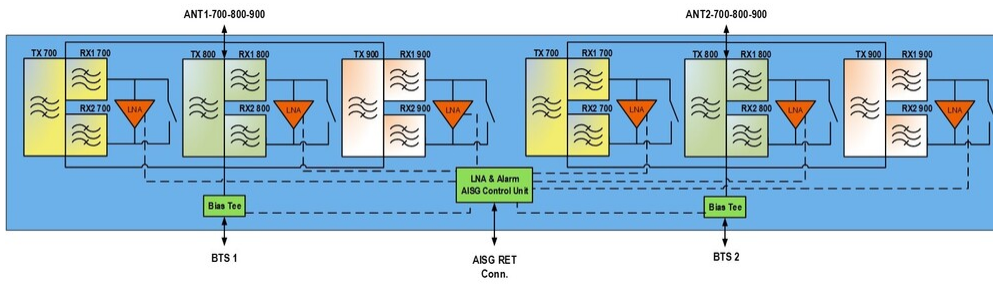 ANT1-700-800-900
ANT2-700-800-900
TX 700
RX1 700
TX 800
RX1 800
TX 900
RX1 900
TX 700
RX1 700
TX 800
RX1 800
TX 900
RX1 900
RX2 700
LNA
RX2 800
LNA
RX2 900
LNA
RX2 700
LNA
RX2 800
LNA
RX2 900
LNA
LNA & Alarm
AISG Control Unit
Bias Tee
Bias Tee
BTS 1
AISG RET
Conn.
BTS 2